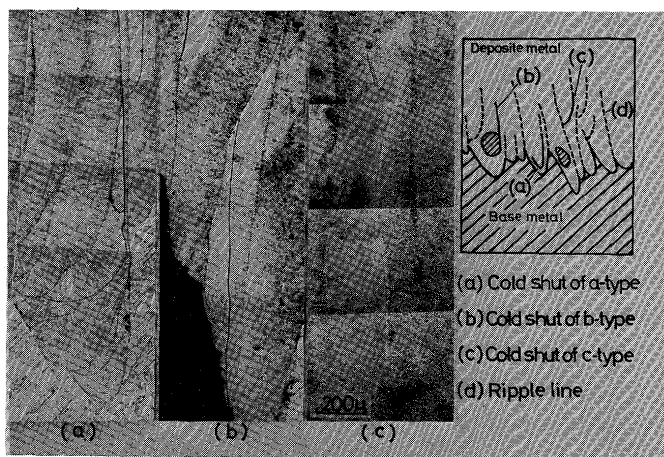 Deposite metal
(c)
(b)
(d)
(a)
Base metal
(a) Cold shut of a-type
(b) Cold shut of b-type
(c) Cold shut of c-type
(d) Ripple line
200μ
(a)
(b)
(c)